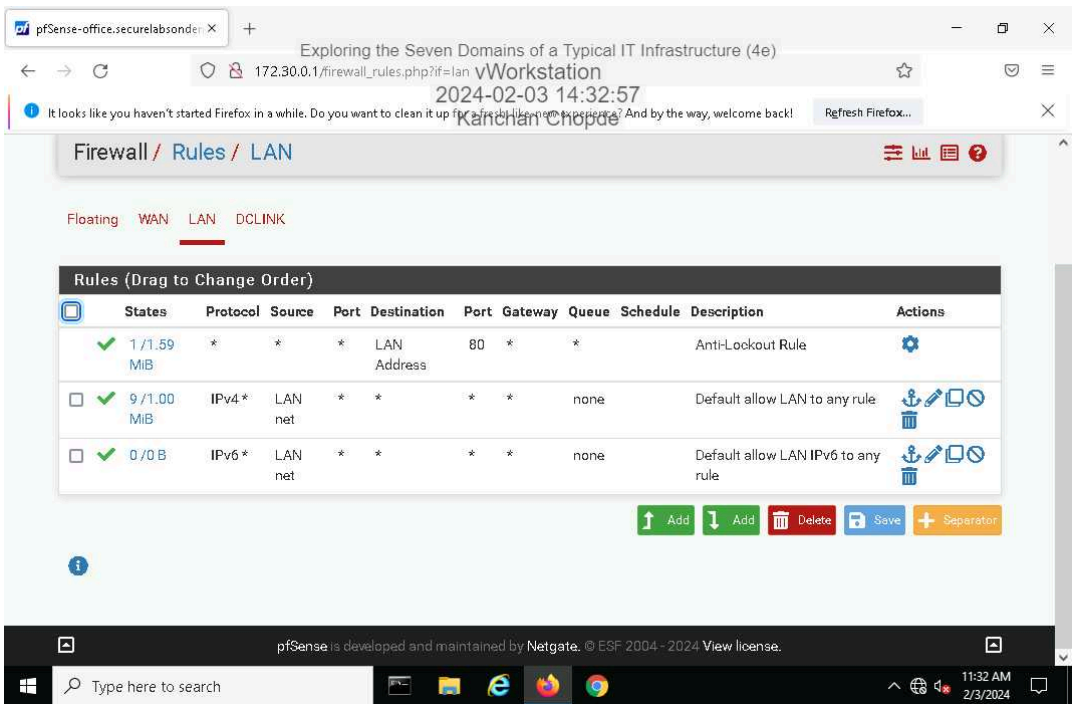 pfSense-office.securelabsonden
Exploring the Seven Domains of a Typical IT Infrastructure (4e)
172.30.0.1/firewall_rules.php?if=lan
vWorkstation
2024-02-03 14:32:57
It looks like you haven't started Firefox in a while. Do you want to clean it up for a fresh, like-new experience? And by the way, welcome back!
Refresh Firefox...
Kanchan Chopde
Firewall / Rules / LAN
Floating WAN LAN DCLINK
Rules (Drag to Change Order)
States Protocol Source Port Destination Port Gateway Queue Schedule Description Actions
1 /1.59 * * * LAN 80 * * Anti-Lockout Rule
MiB Address
9 /1.00 IPv4 * LAN * * * * none Default allow LAN to any rule
MiB net
0 /0 B IPv6 * LAN * * * * none Default allow LAN IPv6 to any
net rule
Add Add Delete Save Separator
pfSense is developed and maintained by Netgate. © ESF 2004 - 2024 View license.
Type here to search
11:32 AM
2/3/2024